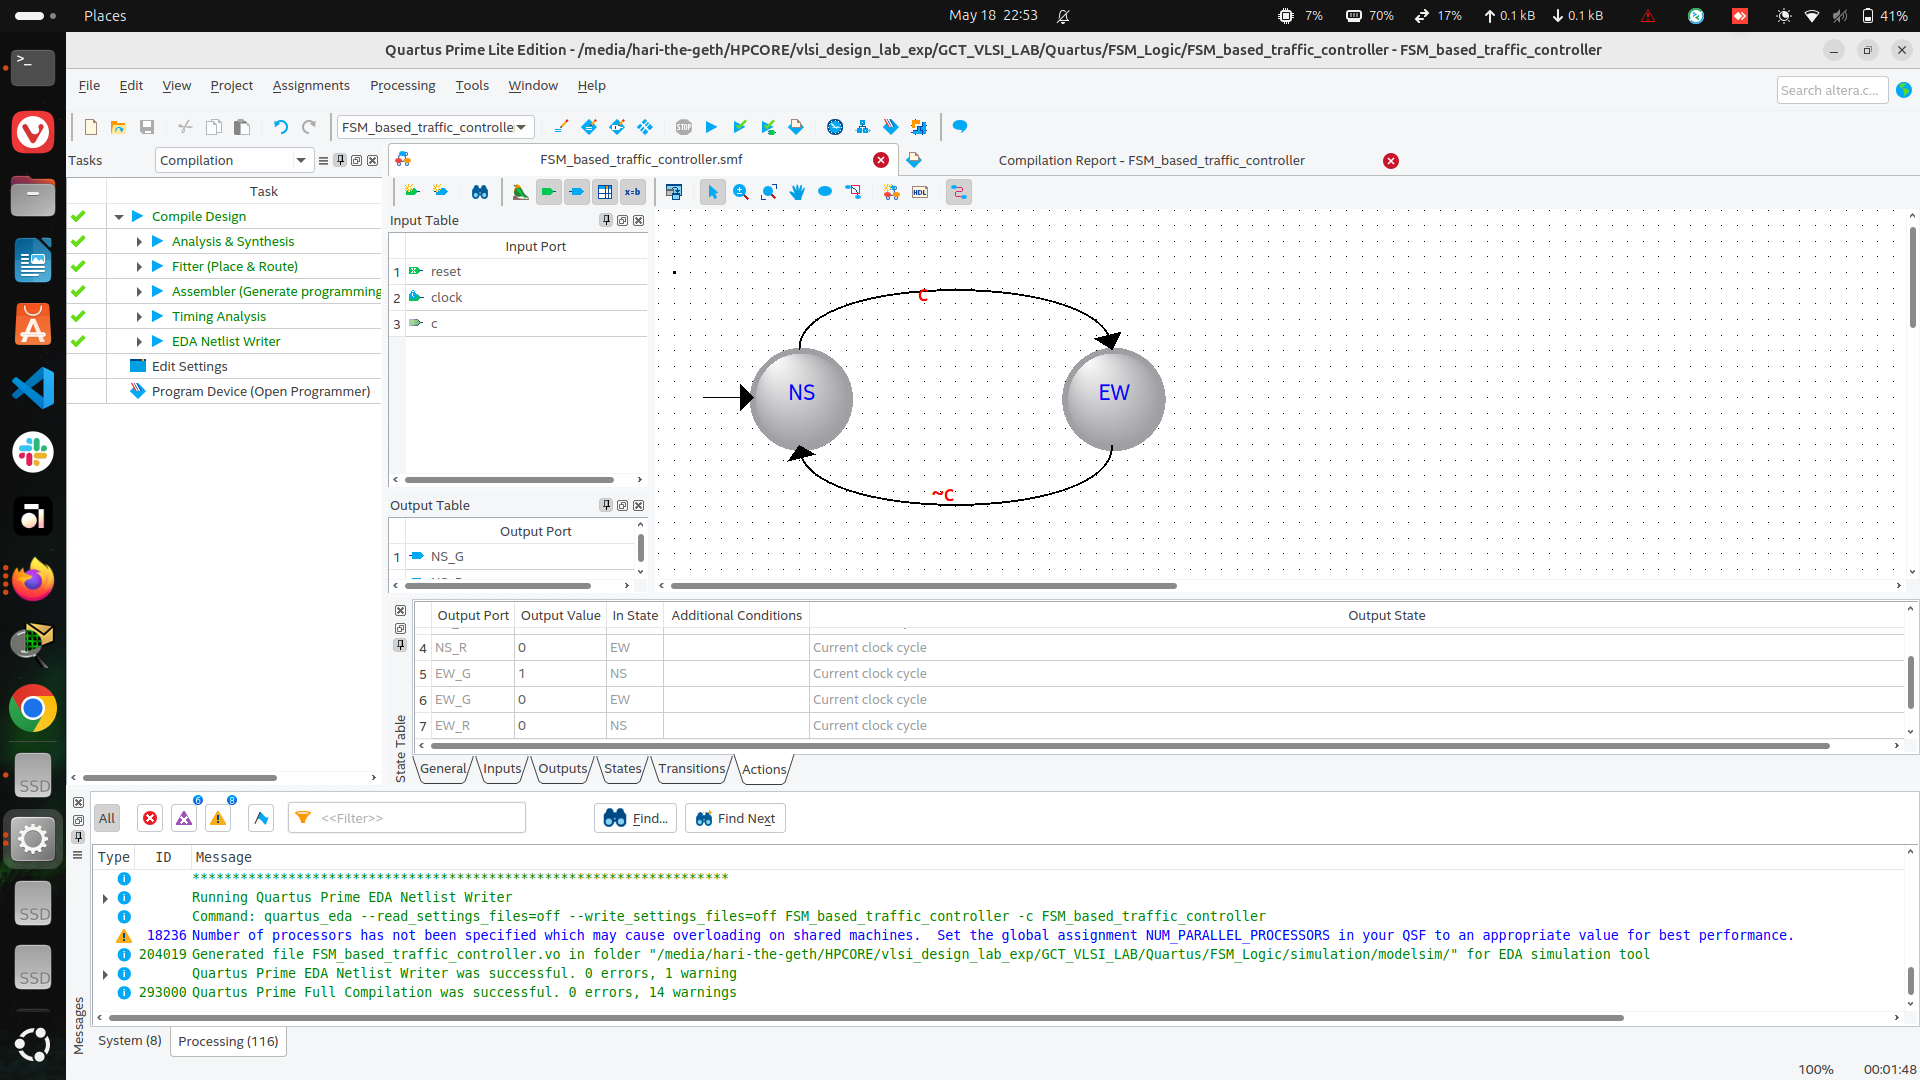 Places
May 18 22:53
7%
70%
17%
0.1 kB
0.1 kB
41%
Quartus Prime Lite Edition - /media/hari-the-geth/HPCORE/vlsi_design_lab_exp/GCT_VLSI_LAB/Quartus/FSM_Logic/FSM_based_traffic_controller - FSM_based_traffic_controller
File Edit View Project Assignments Processing Tools Window Help
Search altera.c...
FSM_based_traffic_controlle
STOP
Tasks
Compilation
FSM_based_traffic_controller.smf
Compilation Report - FSM_based_traffic_controller
x=b
HDL
Task
Compile Design
Analysis & Synthesis
Fitter (Place & Route)
Assembler (Generate programming
Timing Analysis
EDA Netlist Writer
Edit Settings
Program Device (Open Programmer)
Input Table
Input Port
1 reset
2 clock
3 c
Output Table
Output Port
1 NS_G
C
NS
EW
~C
State Table
Output Port Output Value In State Additional Conditions Output State
4 NS_R 0 EW Current clock cycle
5 EW_G 1 NS Current clock cycle
6 EW_G 0 EW Current clock cycle
7 EW_R 0 NS Current clock cycle
General Inputs Outputs States Transitions Actions
All
6
8
<<Filter>>
Find...
Find Next
Type ID Message
*******************************************************************
Running Quartus Prime EDA Netlist Writer
Command: quartus_eda --read_settings_files=off --write_settings_files=off FSM_based_traffic_controller -c FSM_based_traffic_controller
18236 Number of processors has not been specified which may cause overloading on shared machines.  Set the global assignment NUM_PARALLEL_PROCESSORS in your QSF to an appropriate value for best performance.
204019 Generated file FSM_based_traffic_controller.vo in folder "/media/hari-the-geth/HPCORE/vlsi_design_lab_exp/GCT_VLSI_LAB/Quartus/FSM_Logic/simulation/modelsim/" for EDA simulation tool
Quartus Prime EDA Netlist Writer was successful. 0 errors, 1 warning
293000 Quartus Prime Full Compilation was successful. 0 errors, 14 warnings
Messages
System (8)
Processing (116)
100%
00:01:48
SSD
SSD
SSD